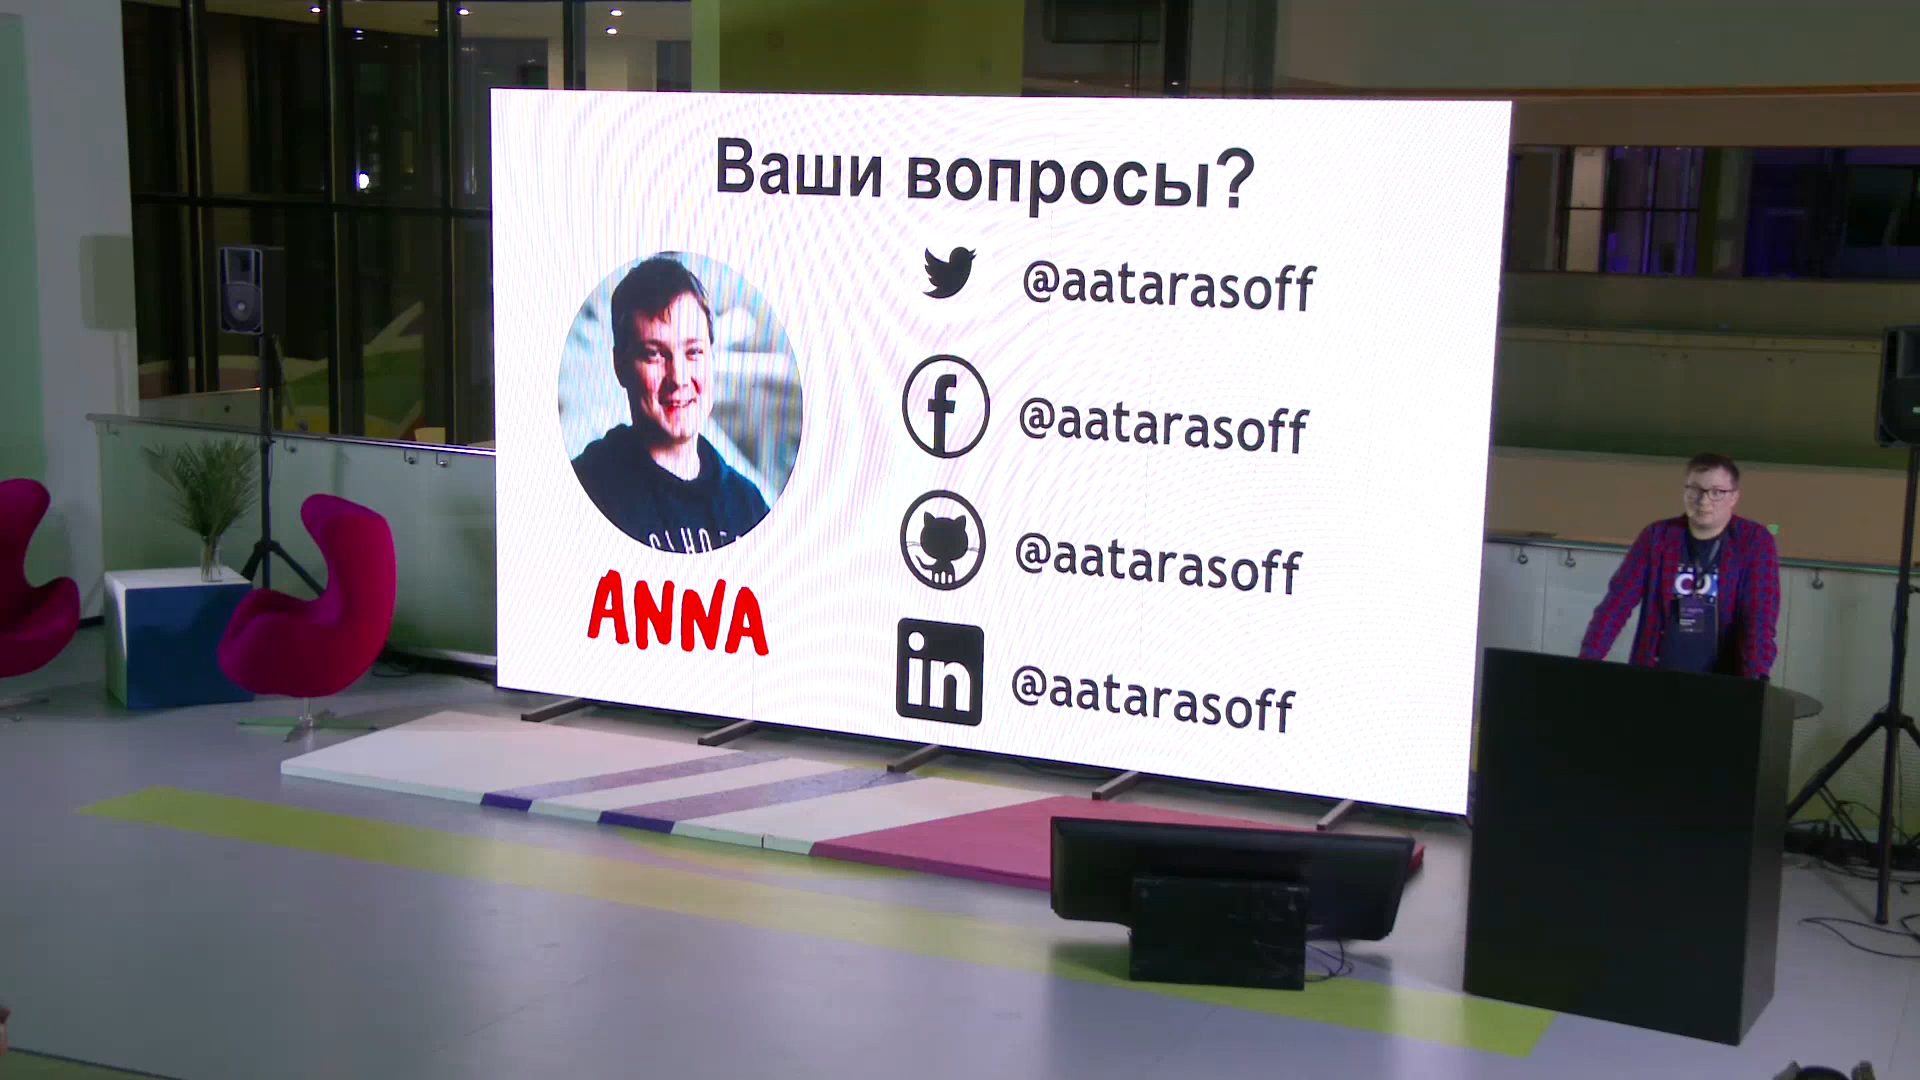 Ваши вопросы?
@aatarasoff
@aatarasoff
@aatarasoff
in @aatarasoff
ANNA